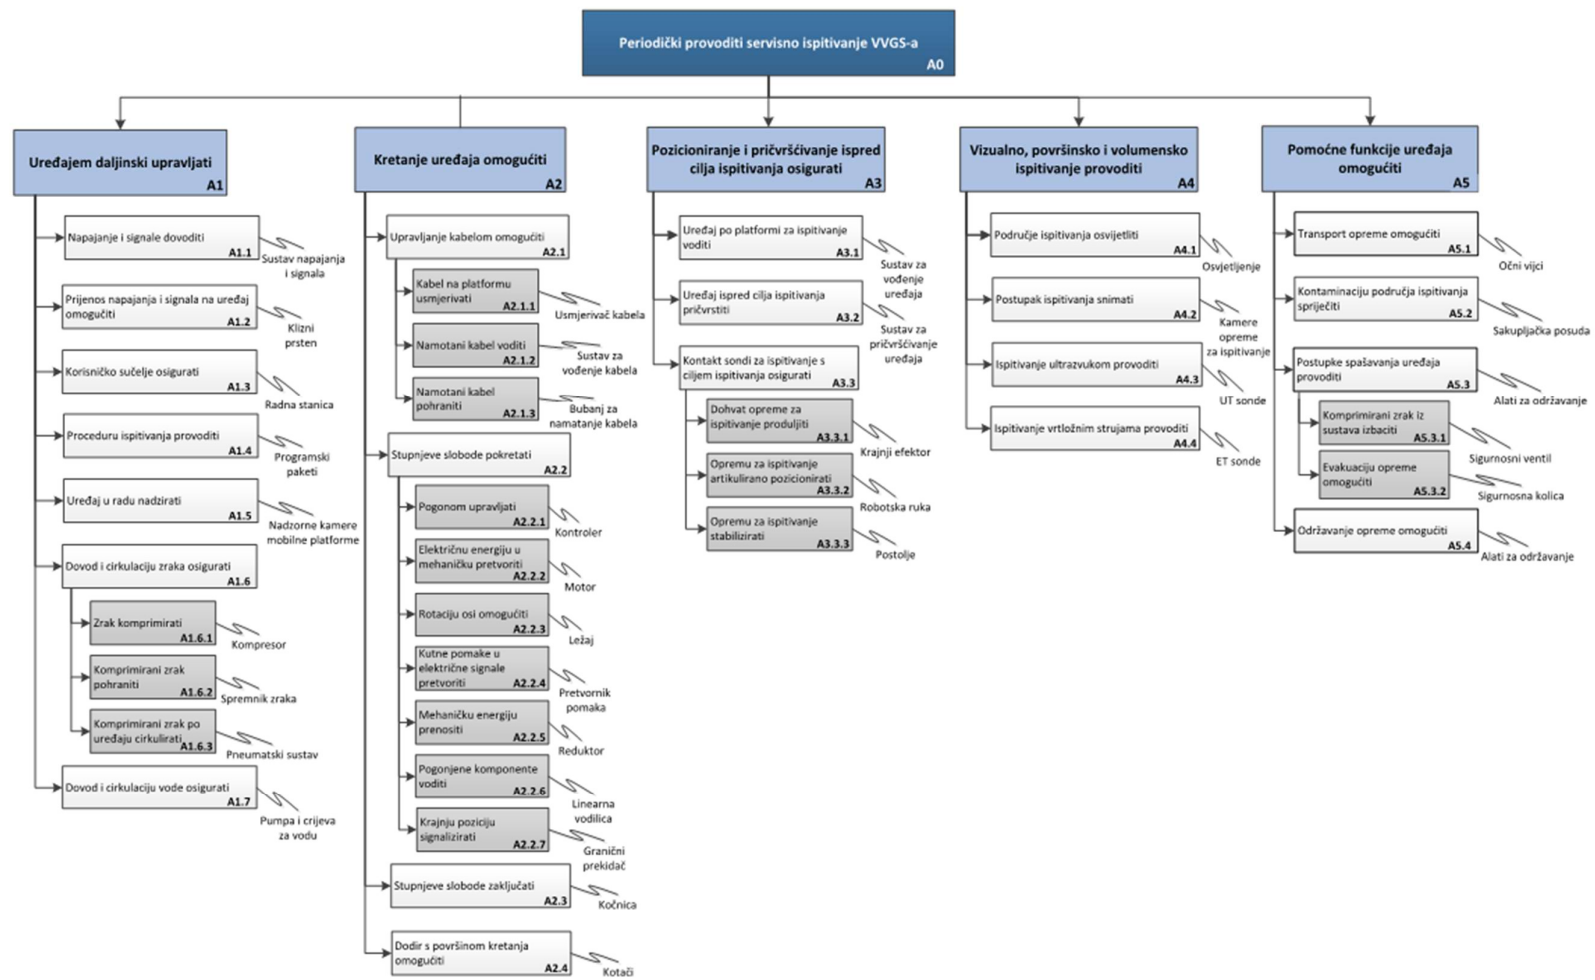 Periodički provoditi servisno ispitivanje VVGS-a
A0
Uređajem daljinski upravljati
A1
Napajanje i signale dovoditi
A1.1
Sustav napajanja
i signala
Prijenos napajanja i signala na uređaj
omogučiti
A1.2
Klizni
prsten
Korisničko sučelje osigurati
A1.3
Radna stanica
Proceduru ispitivanja provoditi
A1.4
Programski
paketi
Uređaj u radu nadzirati
A1.5
Nadzorne kamere
mobilne platforme
Dovod i cirkulaciju zraka osigurati
A1.6
Zrak komprimirati
A1.6.1
Kompresor
Komprimirani zrak
pohraniti
A1.6.2
Spremnik zraka
Komprimirani zrak po
uređaju cirkulirati
A1.6.3
Pneumatski sustav
Dovod i cirkulaciju vode osigurati
A1.7
Pumpa i crijeva
za vodu
Kretanje uređaja omogućiti
A2
Upravljanje kabelom omogućiti
A2.1
Kabel na platformu
usmjerivati
A2.1.1
Usmjerivač kabela
Namotani kabel voditi
A2.1.2
Sustav za
vođenje kabela
Namotani kabel
pohraniti
A2.1.3
Bubanj za
namatanje kabela
Stupnjeve slobode pokretati
A2.2
Pogonom upravljati
A2.2.1
Kontroler
Električnu energiju u
mehaničku pretvoriti
A2.2.2
Motor
Rotaciju osi omogućiti
A2.2.3
Ležaj
Kutne pomake u
električne signale
pretvoriti
A2.2.4
Pretvornik
pomaka
Mehaničku energiju
prenositi
A2.2.5
Reduktor
Pogonjene komponente
voditi
A2.2.6
Linearna
vodilica
Krajnju poziciju
signalizirati
A2.2.7
Granični
prekidač
Stupnjeve slobode zaključati
A2.3
Kočnica
Dodir s površinom kretanja
omogućiti
A2.4
Kotači
Pozicioniranje i pričvršćivanje ispred
cilja ispitivanja osigurati
A3
Uređaj po platformi za ispitivanje
voditi
A3.1
Sustav za
vođenje
uređaja
Uređaj ispred cilja ispitivanja
pričvrstiti
A3.2
Sustav za
pričvršćivanje
uređaja
Kontakt sondi za ispitivanje s
ciljem ispitivanja osigurati
A3.3
Dohvat opreme za
ispitivanje produljiti
A3.3.1
Krajnji efektor
Opremu za ispitivanje
artikulirano pozicionirati
A3.3.2
Robotska ruka
Opremu za ispitivanje
stabilizirati
A3.3.3
Postolje
Vizualno, površinsko i volumensko
ispitivanje provoditi
A4
Područje ispitivanja osvijetliti
A4.1
Osvjetljenje
Postupak ispitivanja snimati
A4.2
Kamere
opreme
za ispitivanje
Ispitivanje ultrazvukom provoditi
A4.3
UT sonde
Ispitivanje vrtložnim strujama provoditi
A4.4
ET sonde
Pomoćne funkcije uređaja
omogućiti
A5
Transport opreme omogućiti
A5.1
Očni vijci
Kontaminaciju područja ispitivanja
spriječiti
A5.2
Sakupljačka posuda
Postupke spašavanja uređaja
provoditi
A5.3
Alati za održavanje
Komprimirani zrak iz
sustava izbaciti
A5.3.1
Sigurnosni ventil
Evakuaciju opreme
omogućiti
A5.3.2
Sigurnosna kolica
Održavanje opreme omogućiti
A5.4
Alati za održavanje